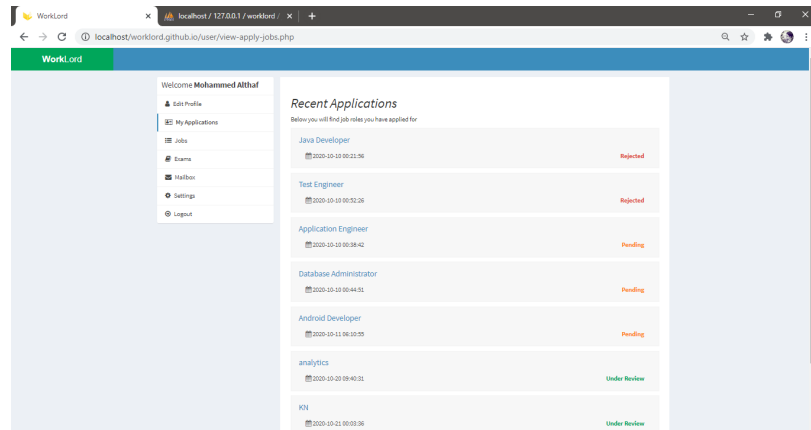 WorkLord
localhost / 127.0.0.1 / worklord /
localhost/worklord.github.io/user/view-apply-jobs.php
WorkLord
Welcome Mohammed Althaf
Edit Profile
My Applications
Jobs
Exams
Mailbox
Settings
Logout
Recent Applications
Below you will find job roles you have applied for
Java Developer
2020-10-10 00:21:56 Rejected
Test Engineer
2020-10-10 00:52:26 Rejected
Application Engineer
2020-10-10 00:38:42 Pending
Database Administrator
2020-10-10 00:44:51 Pending
Android Developer
2020-10-11 06:10:55 Pending
analytics
2020-10-20 09:40:31 Under Review
KN
2020-10-21 00:03:36 Under Review